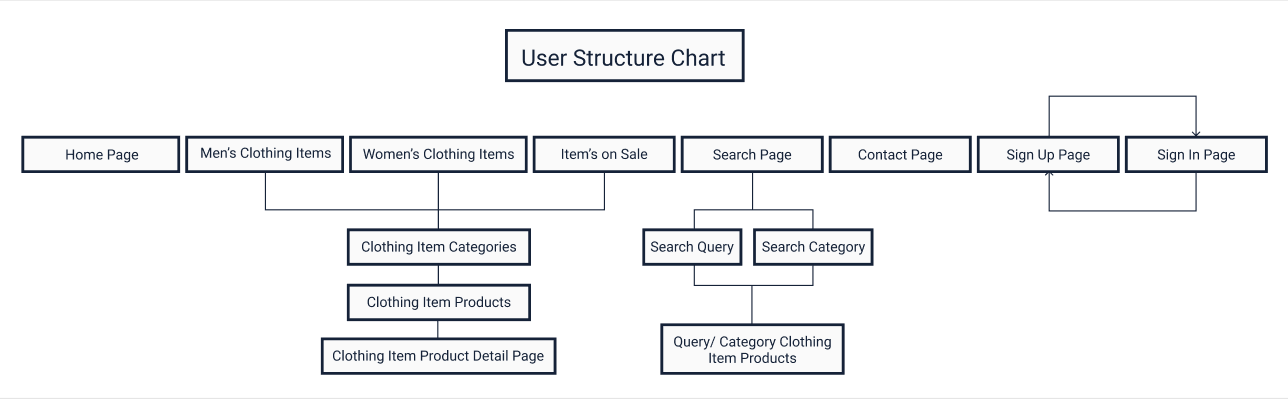 User Structure Chart
Home Page
Men's Clothing Items
Women's Clothing Items
Item's on Sale
Search Page
Contact Page
Sign Up Page
Sign In Page
Clothing Item Categories
Search Query
Search Category
Clothing Item Products
Query/ Category Clothing
Item Products
Clothing Item Product Detail Page